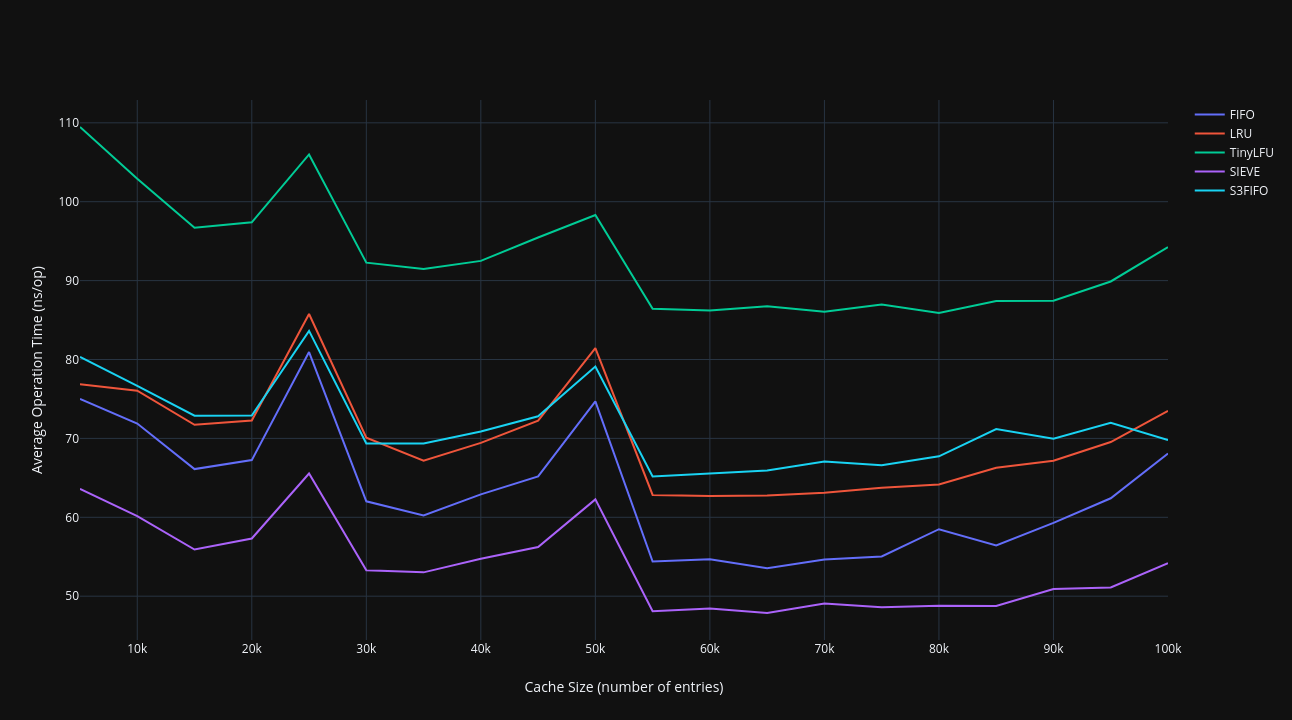 110
100
90
80
70
60
50
Average Operation Time (ns/op)
10k
20k
30k
40k
50k
60k
70k
80k
90k
100k
Cache Size (number of entries)
FIFO
LRU
TinyLFU
SIEVE
S3FIFO